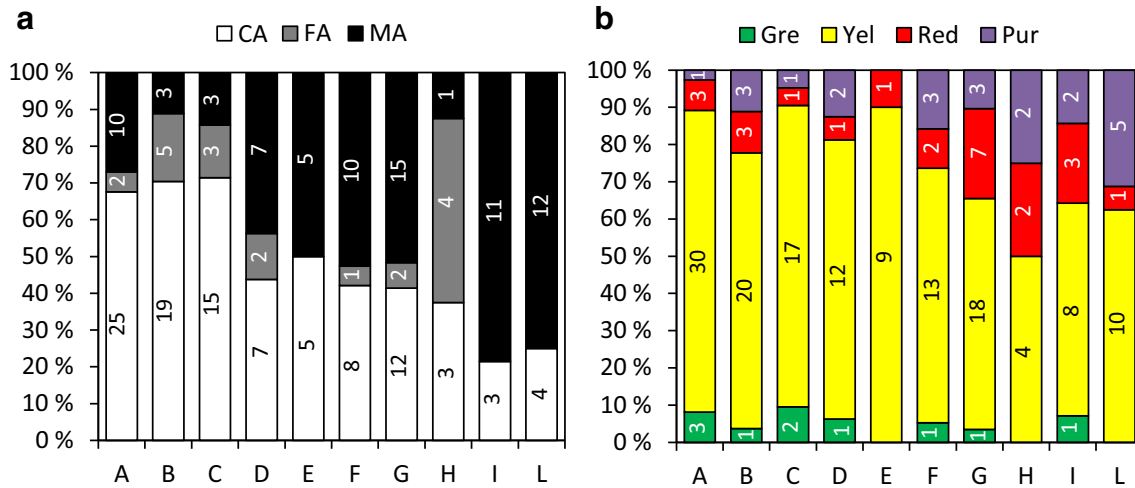 a
CA FA MA
100 %
90 %
80 %
70 %
60 %
50 %
40 %
30 %
20 %
10 %
0 %
10 3 3 7 5 10 15 1 11 12
2 5 3 2 1 2 4
25 19 15 7 5 8 12 3 3 4
A B C D E F G H I L
b
Gre Yel Red Pur
100 %
90 %
80 %
70 %
60 %
50 %
40 %
30 %
20 %
10 %
0 %
1 3 1 2 3 3 2 2 5
3 3 1 1 1 2 7 2 3 1
30 20 17 12 9 13 18 4 8 10
3 1 2 1 1 1 1
A B C D E F G H I L